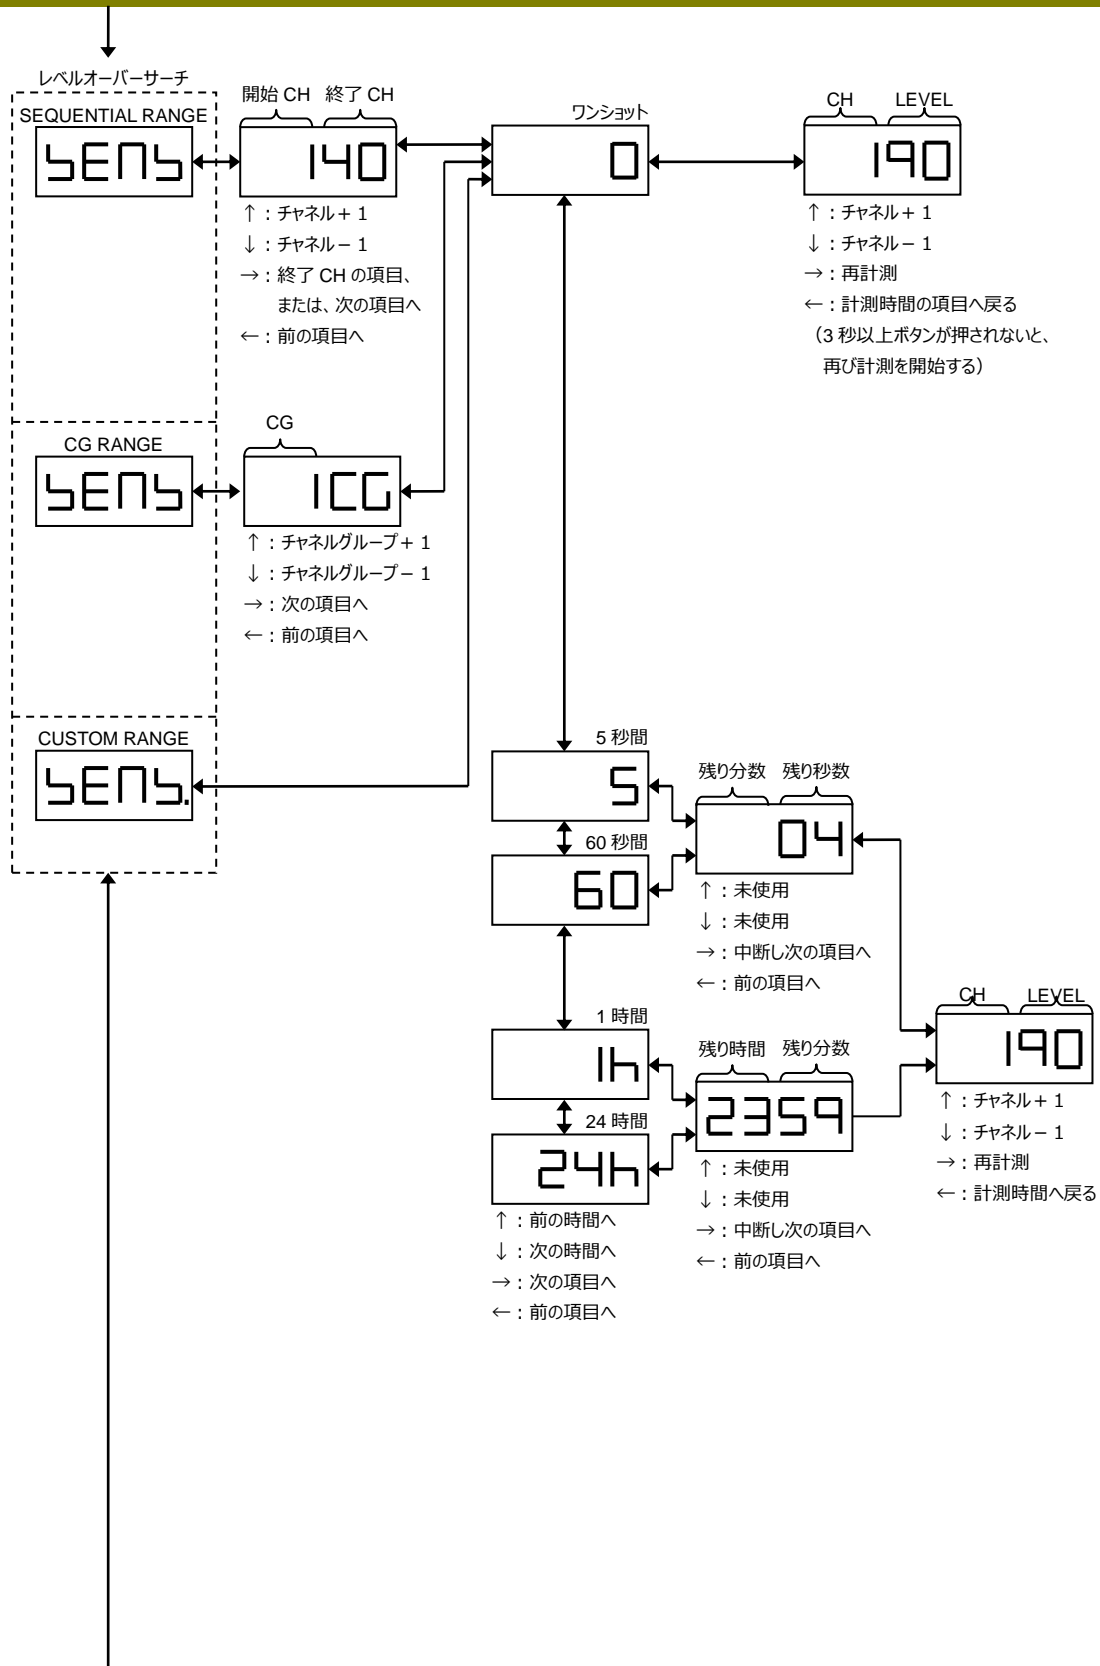 レベルオーバーサーチ
SEQUENTIAL RANGE
SENS
開始 CH 終了 CH
140
↑：チャネル＋ 1
↓：チャネル－ 1
→：終了 CH の項目、
または、次の項目へ
←：前の項目へ
ワンショット
0
CH LEVEL
190
↑：チャネル＋ 1
↓：チャネル－ 1
→：再計測
←：計測時間の項目へ戻る
（3 秒以上ボタンが押されないと、
再び計測を開始する）
CG RANGE
SENS
CG
1CG
↑：チャネルグループ＋ 1
↓：チャネルグループ－ 1
→：次の項目へ
←：前の項目へ
CUSTOM RANGE
SENS.
5 秒間
5
60 秒間
60
残り分数 残り秒数
04
↑：未使用
↓：未使用
→：中断し次の項目へ
←：前の項目へ
1 時間
1h
24 時間
24h
↑：前の時間へ
↓：次の時間へ
→：次の項目へ
←：前の項目へ
残り時間 残り分数
2359
↑：未使用
↓：未使用
→：中断し次の項目へ
←：前の項目へ
CH LEVEL
190
↑：チャネル＋ 1
↓：チャネル－ 1
→：再計測
←：計測時間へ戻る